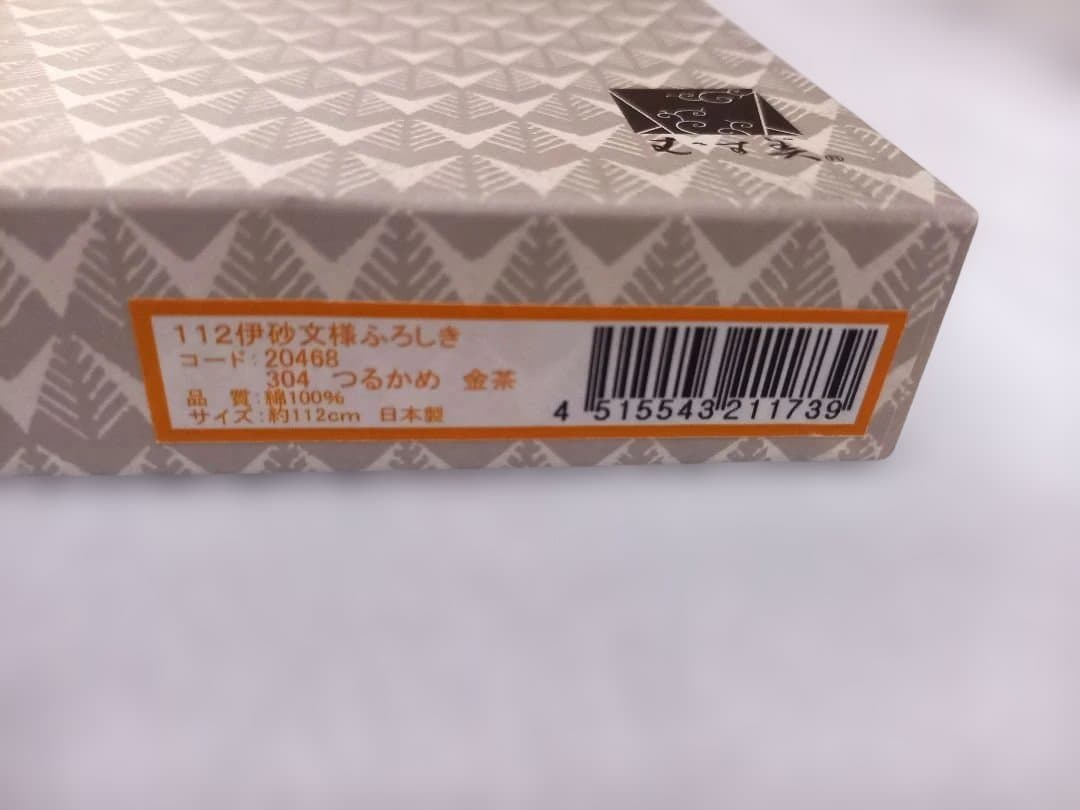 112伊砂文様ふろしき
コード:20468
304 つるかめ 金茶
品 質:綿100%
サイズ:約112cm 日本製
4 515543 211739
®